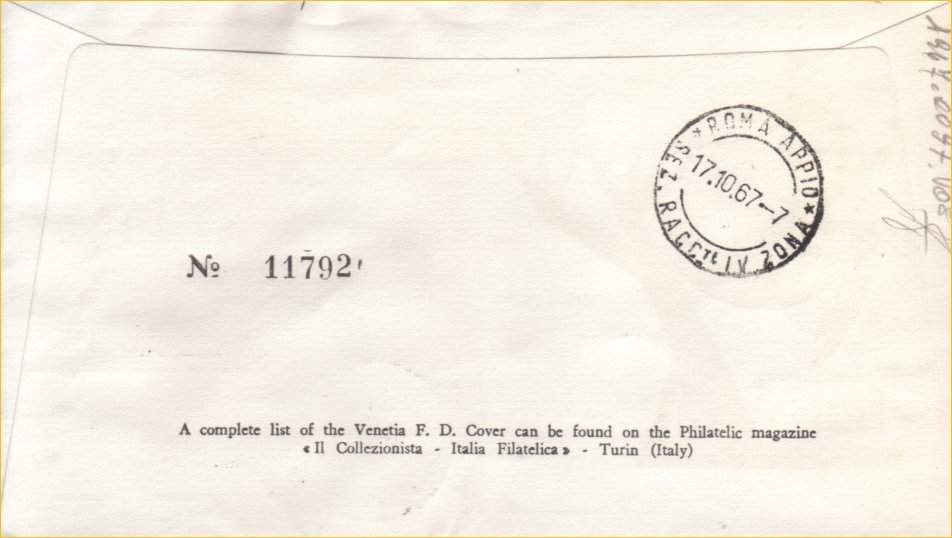 ★ ROMA APPIO ★
SEZ. RACCte IV ZONA
17.10.67--7
№ 11792
A complete list of the Venetia F. D. Cover can be found on the Philatelic magazine
« Il Collezionista - Italia Filatelica » - Turin (Italy)